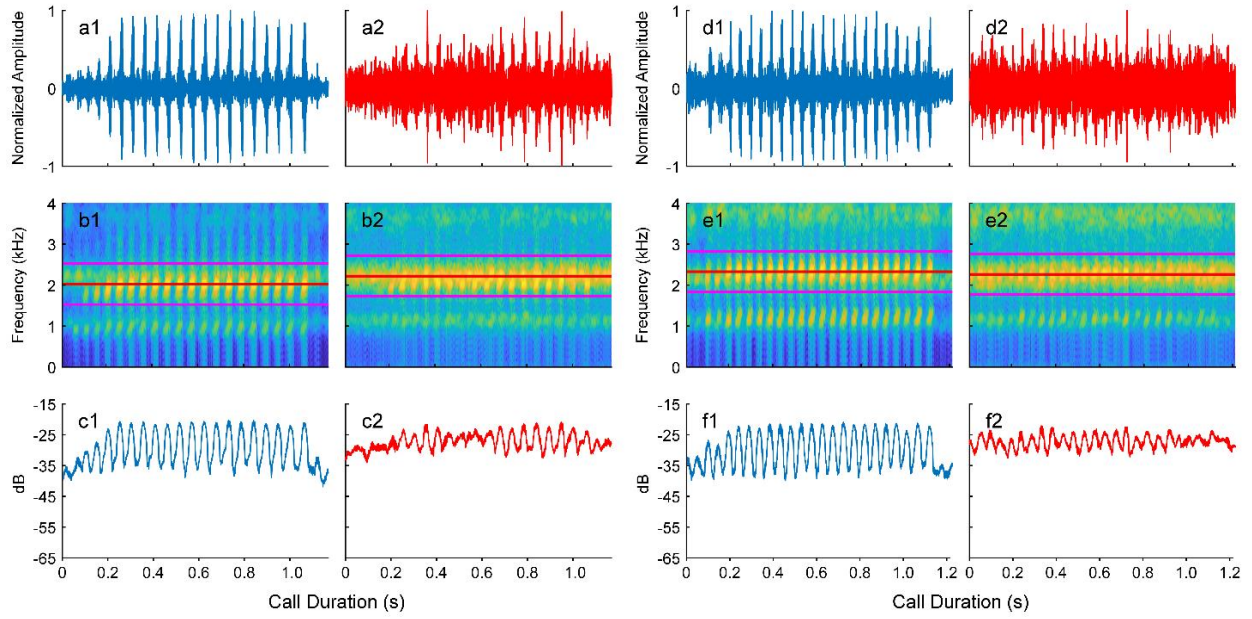 a1
a2
d1
d2
Normalized Amplitude
1
0
-1
Normalized Amplitude
1
0
-1
b1
b2
e1
e2
Frequency (kHz)
4
3
2
1
0
Frequency (kHz)
4
3
2
1
0
c1
c2
f1
f2
dB
-15
-25
-35
-45
-55
-65
dB
-15
-25
-35
-45
-55
-65
0 0.2 0.4 0.6 0.8 1.0
0 0.2 0.4 0.6 0.8 1.0
0 0.2 0.4 0.6 0.8 1.0 1.2
0 0.2 0.4 0.6 0.8 1.0 1.2
Call Duration (s)
Call Duration (s)